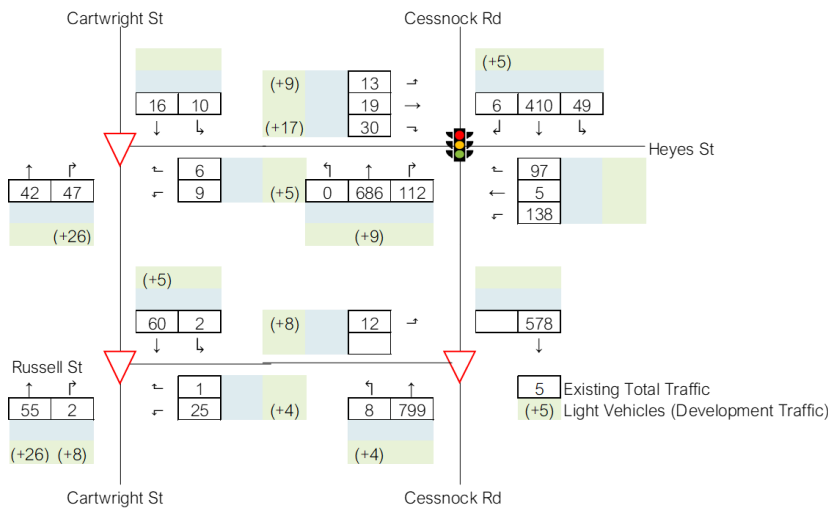 Cartwright St Cessnock Rd
(+5)
(+9) 13
16 10 19 6 410 49
(+17) 30
Heyes St
6 97
42 47 9 (+5) 0 686 112 5
138
(+26) (+9)
(+5)
60 2 (+8) 12 578
Russell St
1 5 Existing Total Traffic
55 2 25 (+4) 8 799 (+5) Light Vehicles (Development Traffic)
(+26) (+8) (+4)
Cartwright St Cessnock Rd